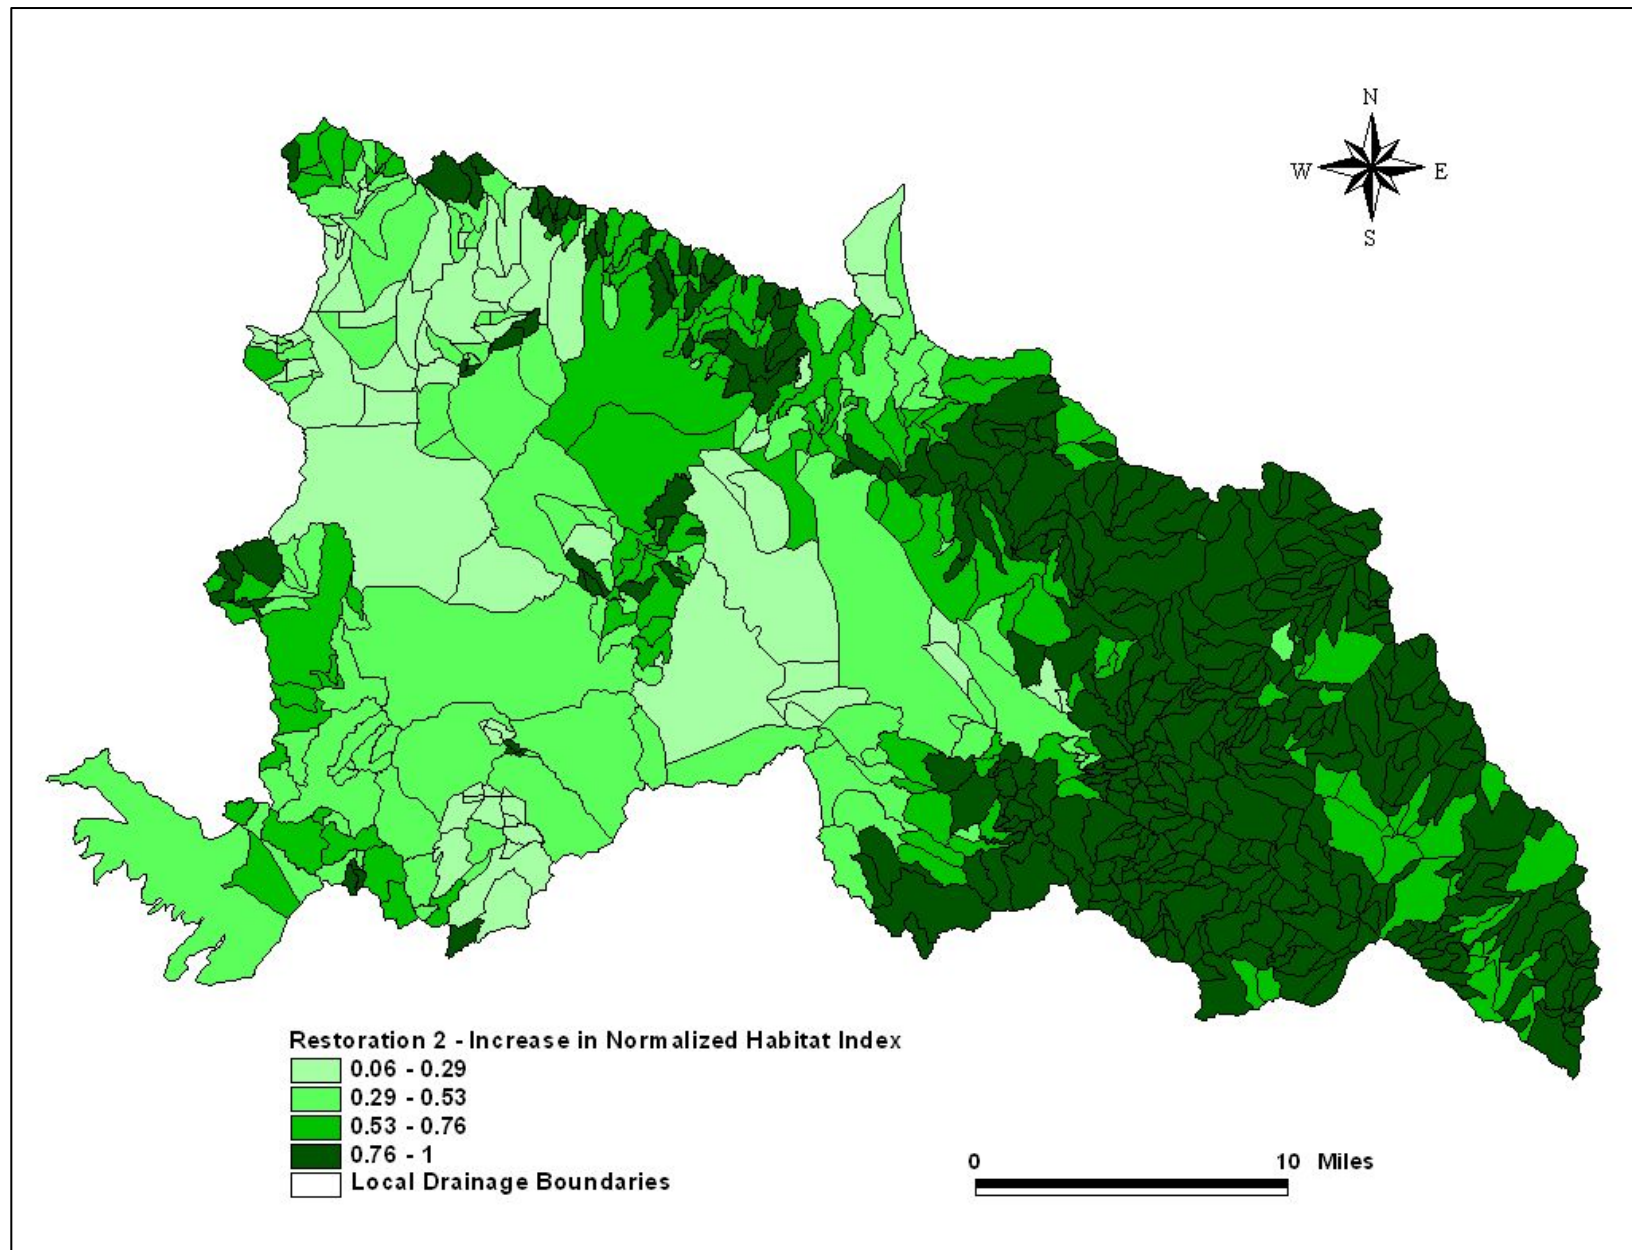 N
W E
S
Restoration 2 - Increase in Normalized Habitat Index
0.06 - 0.29
0.29 - 0.53
0.53 - 0.76
0.76 - 1
Local Drainage Boundaries
0 10 Miles